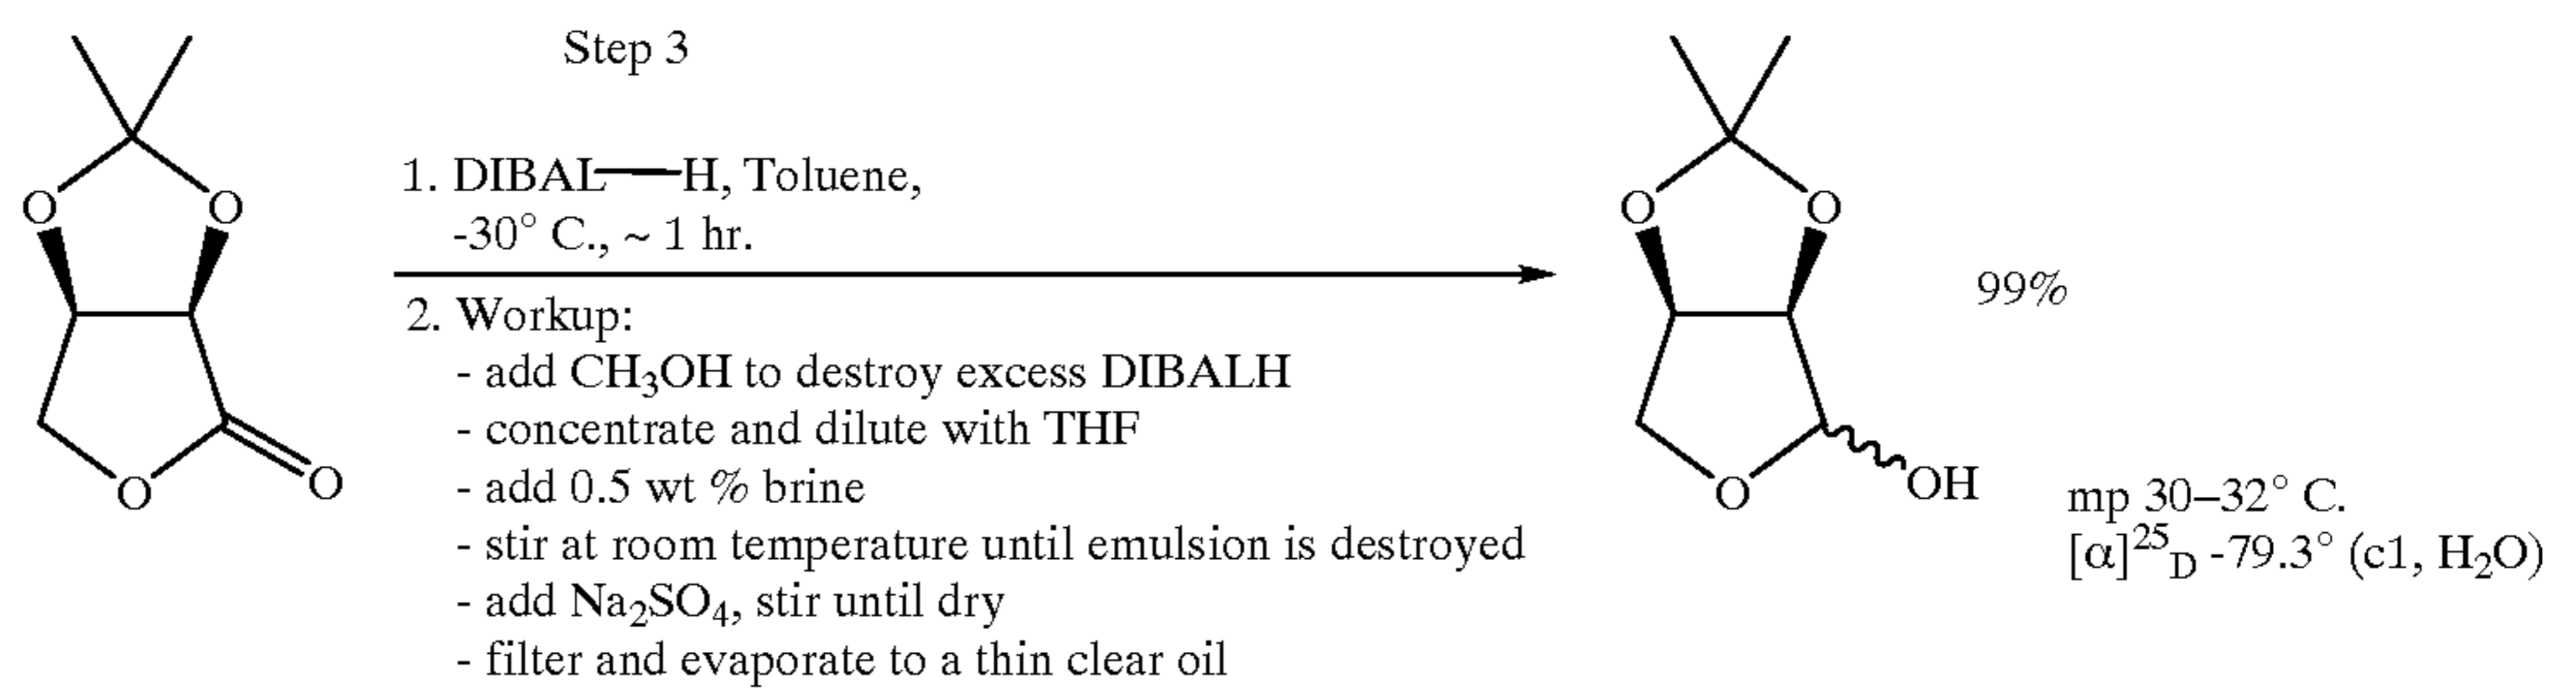 Step 3
1. DIBAL—H, Toluene,
-30° C., ~ 1 hr.
2. Workup:
- add CH₃OH to destroy excess DIBALH
- concentrate and dilute with THF
- add 0.5 wt % brine
- stir at room temperature until emulsion is destroyed
- add Na₂SO₄, stir until dry
- filter and evaporate to a thin clear oil
O
O
O
O
O
O
O
OH
99%
mp 30–32° C.
[α]²⁵D -79.3° (c1, H₂O)